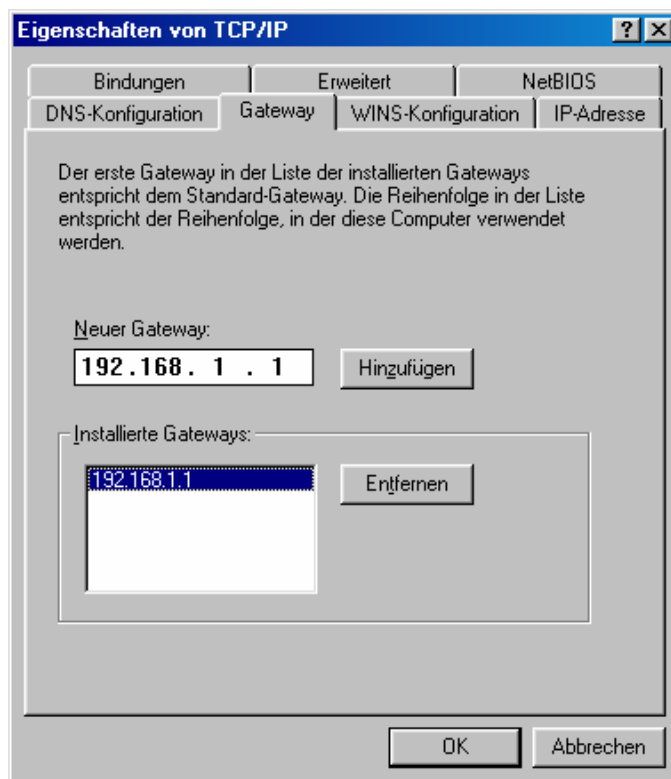 Eigenschaften von TCP/IP
Bindungen Erweitert NetBIOS
DNS-Konfiguration Gateway WINS-Konfiguration IP-Adresse
Der erste Gateway in der Liste der installierten Gateways
entspricht dem Standard-Gateway. Die Reihenfolge in der Liste
entspricht der Reihenfolge, in der diese Computer verwendet
werden.
Neuer Gateway:
192.168. 1 . 1 Hinzufügen
Installierte Gateways:
192.168.1.1 Entfernen
OK Abbrechen